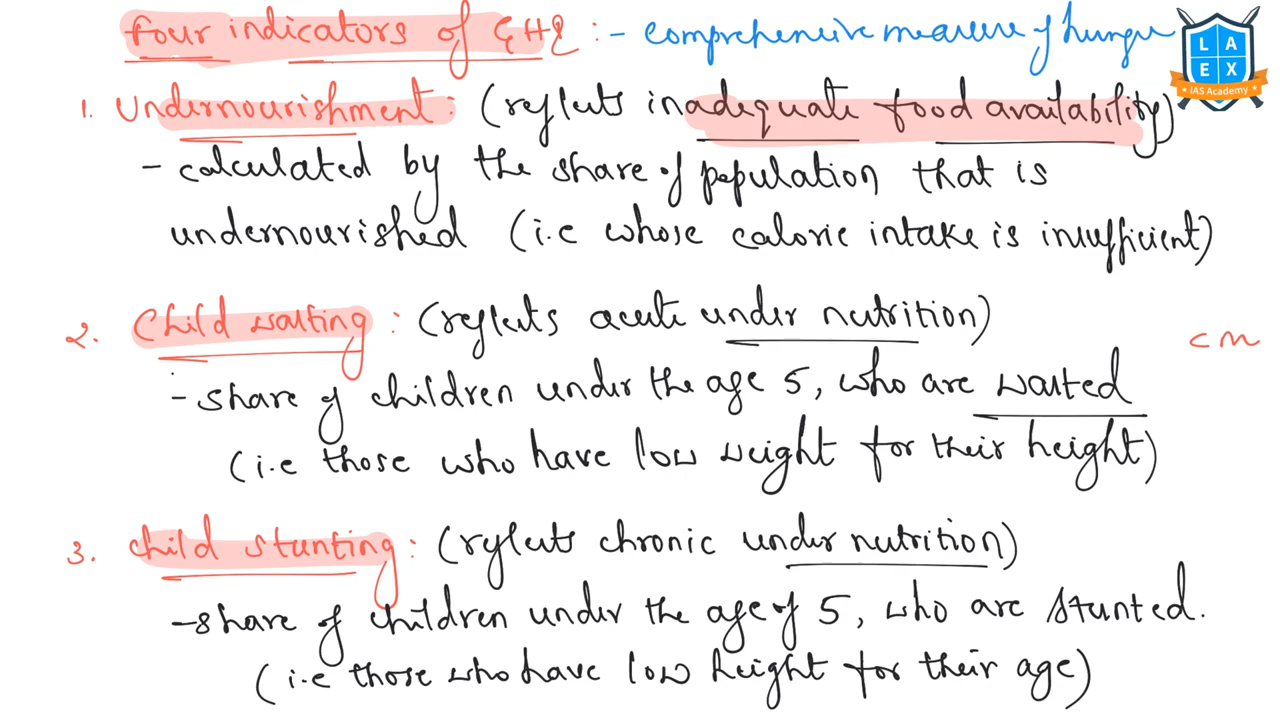 four indicators of GHI :- comprehensive measure of hunger
LAEX
IAS Academy
1. Undernourishment : (reflects inadequate food availability)
- calculated by the share of population that is
undernourished (i.e whose caloric intake is insufficient)
2. Child wasting : (reflects acute under nutrition)
cm
- share of children under the age 5, who are wasted
(i.e those who have low weight for their height)
3. child stunting : (reflects chronic under nutrition)
- share of children under the age of 5, who are stunted.
(i.e those who have low height for their age)